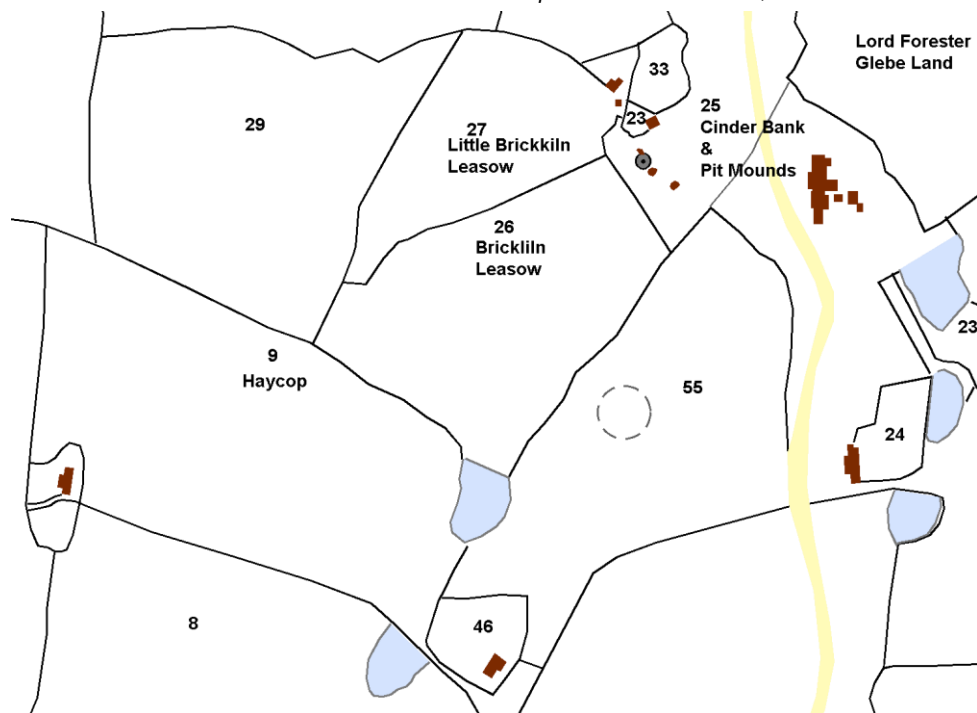 Lord Forester
Glebe Land
33
25
Cinder Bank
&
Pit Mounds
23
29
27
Little Brickkiln
Leasow
26
Brickliln
Leasow
23
9
Haycop
55
24
8
46